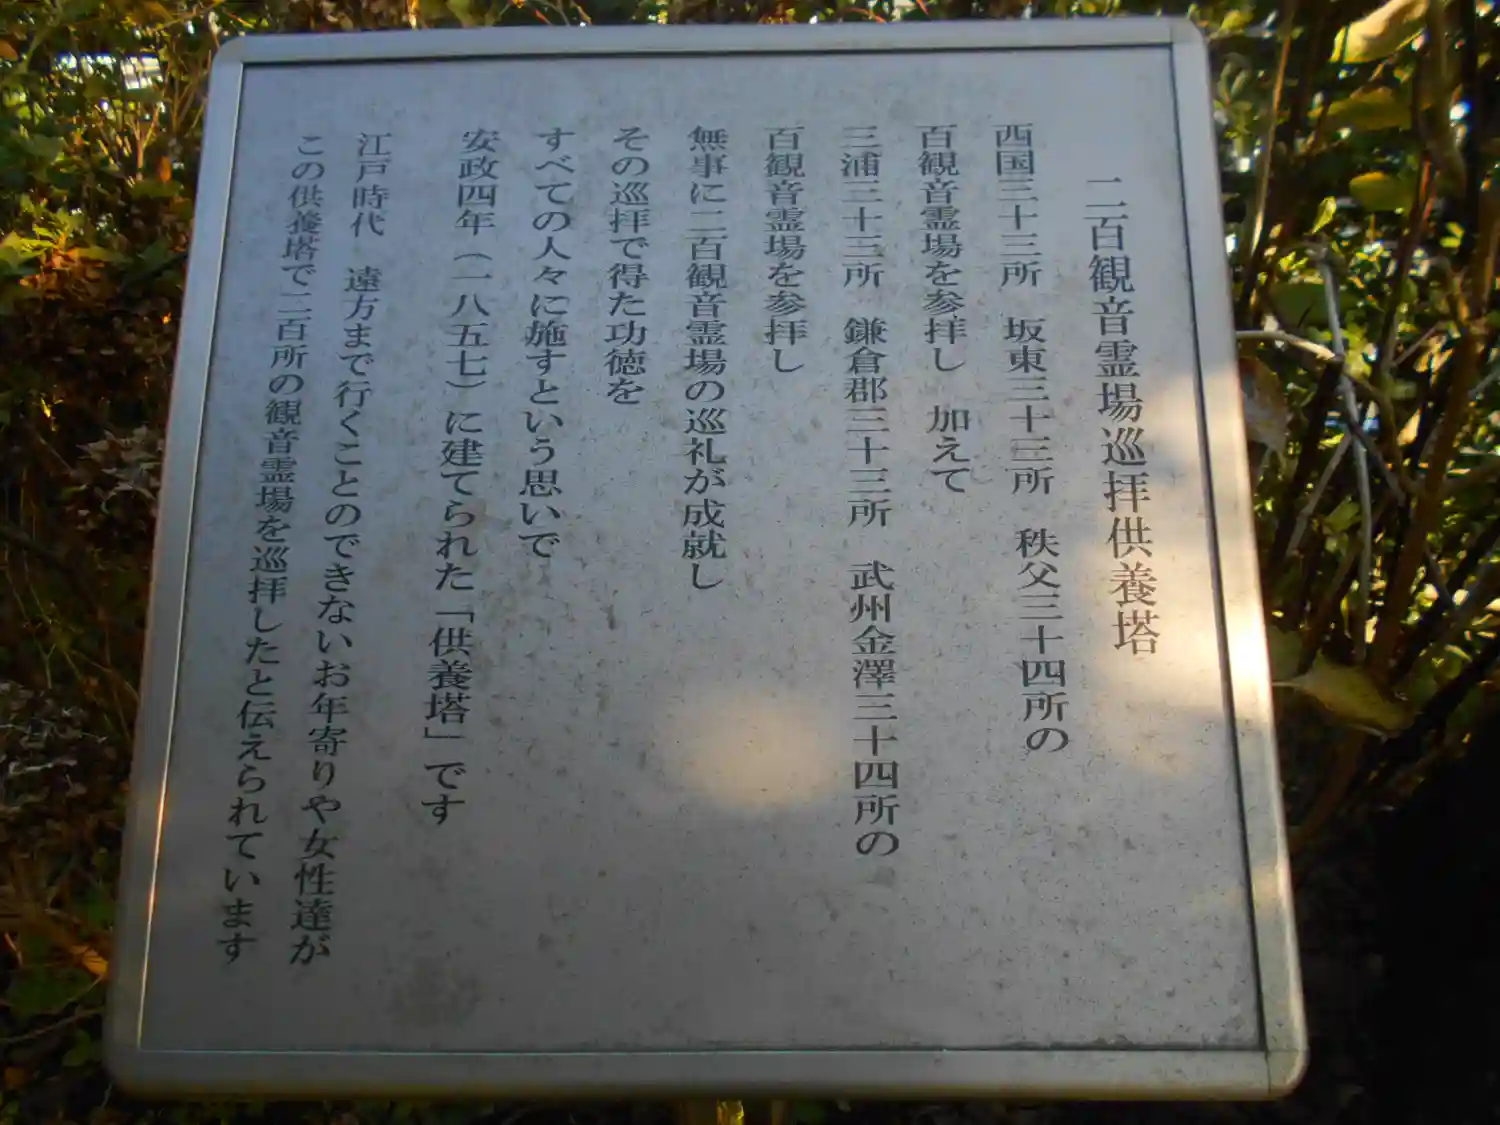 二百観音霊場巡拝供養塔
西国三十三所　坂東三十三所　秩父三十四所の
百観音霊場を参拝し　加えて
三浦三十三所　鎌倉郡三十三所　武州金澤三十四所の
百観音霊場を参拝し
無事に二百観音霊場の巡礼が成就し
その巡拝で得た功徳を
すべての人々に施すという思いで
安政四年（一八五七）に建てられた「供養塔」です
江戸時代　遠方まで行くことのできないお年寄りや女性達が
この供養塔で二百所の観音霊場を巡拝したと伝えられています